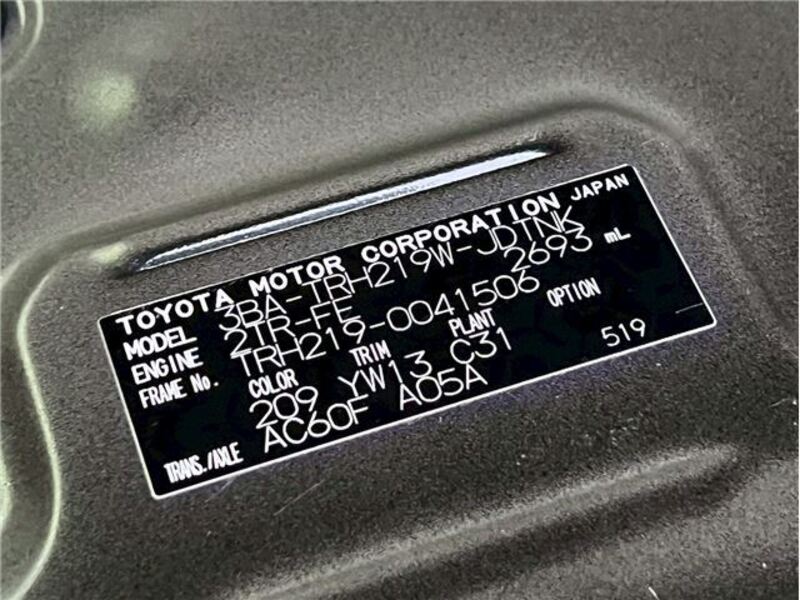 TOYOTA MOTOR CORPORATION JAPAN
MODEL 3BA-TRH219W-JDTNK
ENGINE 2TR-FE 2693 mL
FRAME No. TRH219-0041506
COLOR TRIM PLANT OPTION
209 YW13 C31
TRANS./AXLE AC60F A05A 519